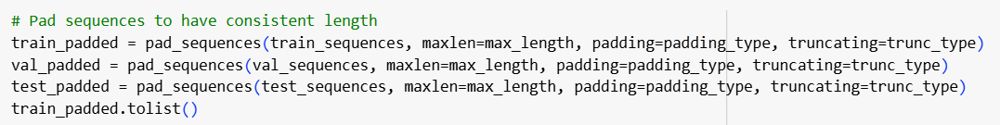 # Pad sequences to have consistent length
train_padded = pad_sequences(train_sequences, maxlen=max_length, padding=padding_type, truncating=trunc_type)
val_padded = pad_sequences(val_sequences, maxlen=max_length, padding=padding_type, truncating=trunc_type)
test_padded = pad_sequences(test_sequences, maxlen=max_length, padding=padding_type, truncating=trunc_type)
train_padded.tolist()